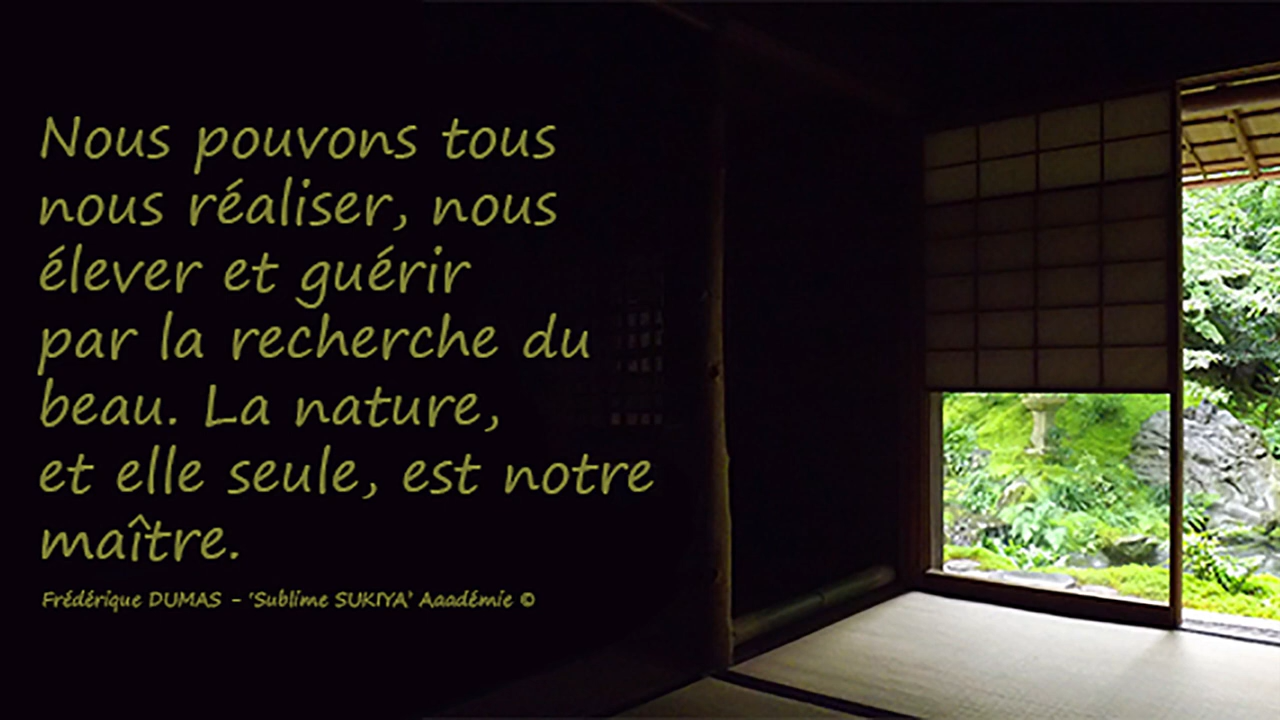 Nous pouvons tous
nous réaliser, nous
élever et guérir
par la recherche du
beau. La nature,
et elle seule, est notre
maître.
Frédérique DUMAS - 'Sublime SUKIYA' Aaadémie ©